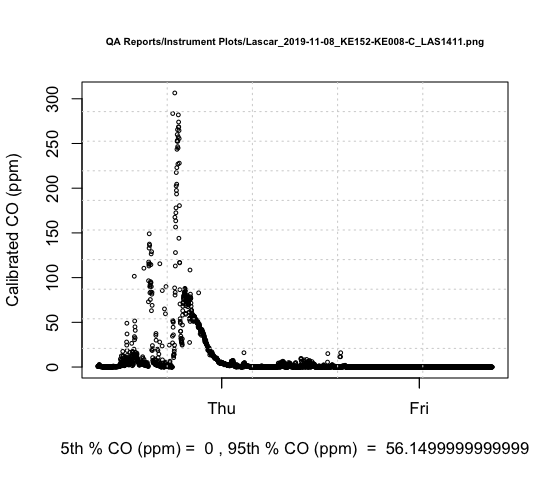 QA Reports/Instrument Plots/Lascar_2019-11-08_KE152-KE008-C_LAS1411.png
Calibrated CO (ppm)
300
250
200
150
100
50
0
Thu Fri
5th % CO (ppm) = 0 , 95th % CO (ppm) = 56.1499999999999